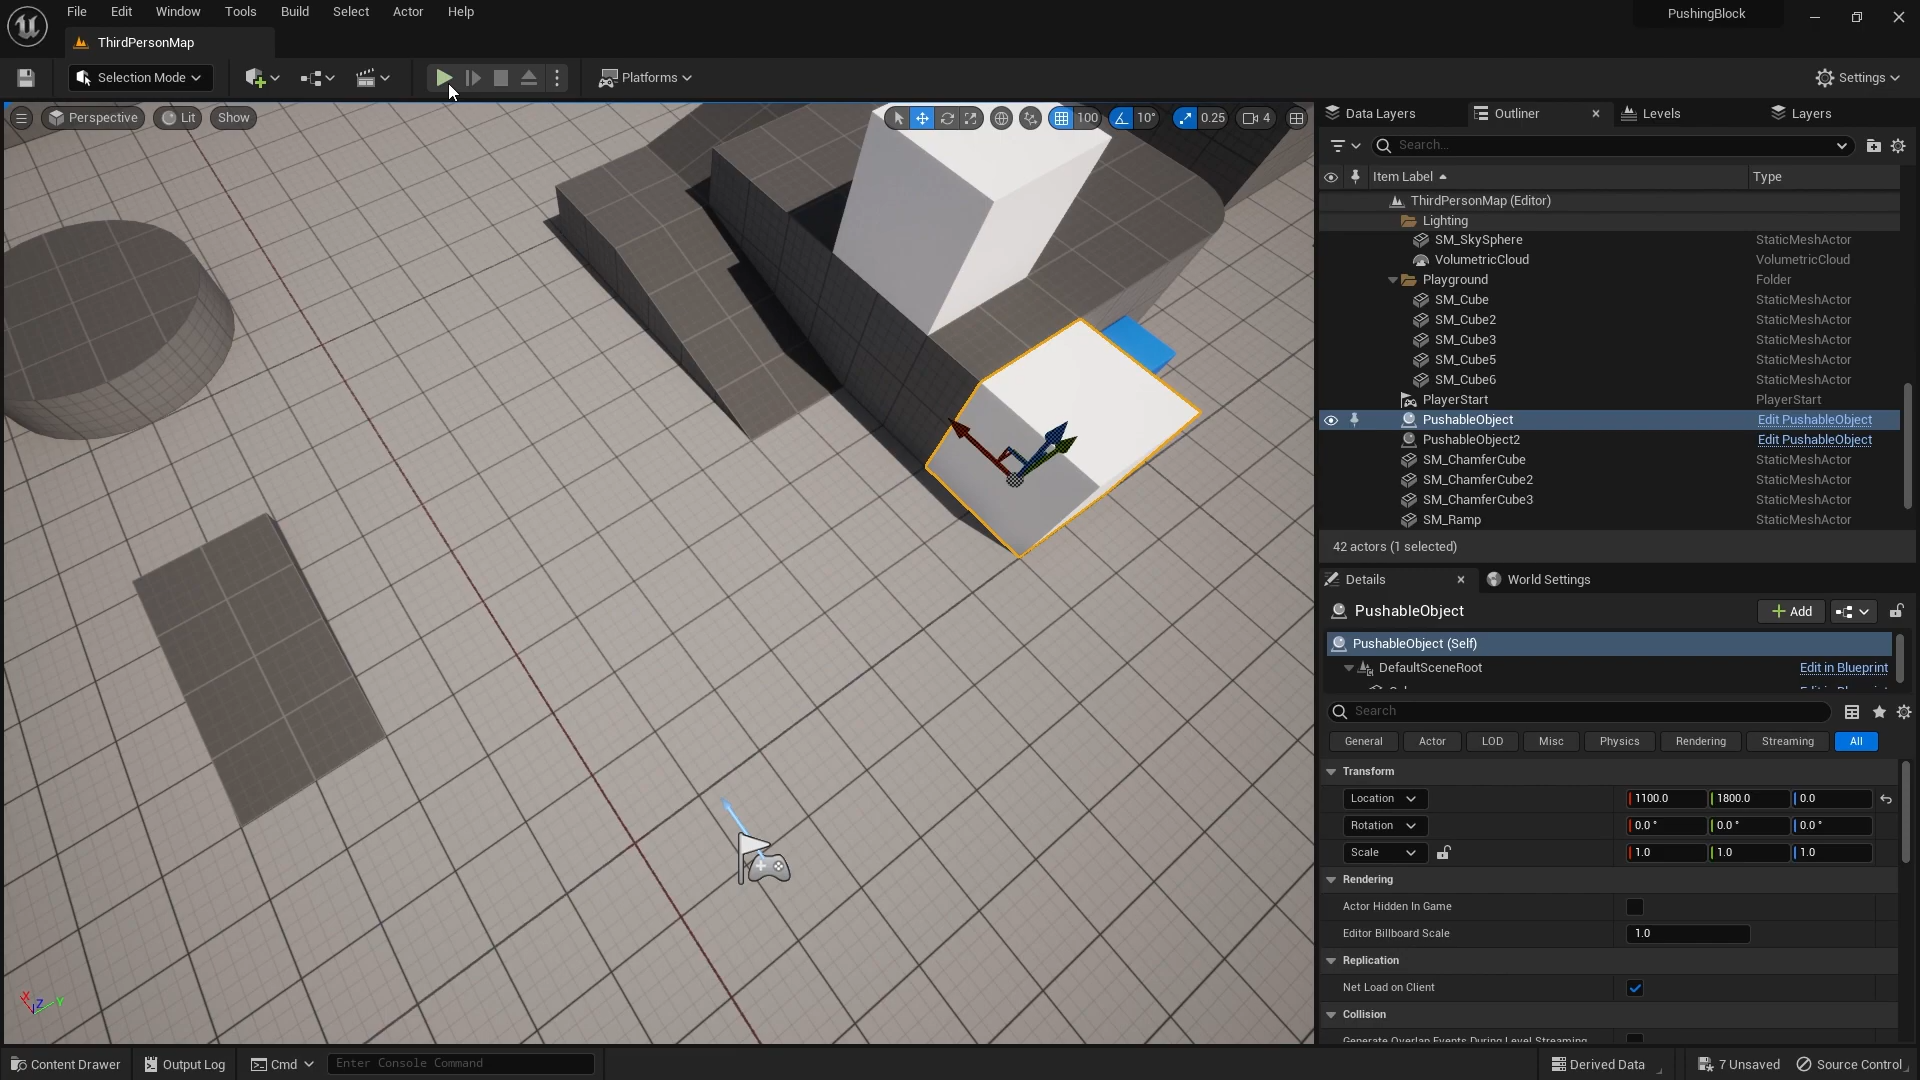 File Edit Window Tools Build Select Actor Help
PushingBlock
ThirdPersonMap
Selection Mode
Platforms
Settings
Perspective Lit Show
100 10° 0.25 4
Data Layers Outliner Levels Layers
Search...
Item Label Type
ThirdPersonMap (Editor)
Lighting
SM_SkySphere StaticMeshActor
VolumetricCloud VolumetricCloud
Playground Folder
SM_Cube StaticMeshActor
SM_Cube2 StaticMeshActor
SM_Cube3 StaticMeshActor
SM_Cube5 StaticMeshActor
SM_Cube6 StaticMeshActor
PlayerStart PlayerStart
PushableObject Edit PushableObject
PushableObject2 Edit PushableObject
SM_ChamferCube StaticMeshActor
SM_ChamferCube2 StaticMeshActor
SM_ChamferCube3 StaticMeshActor
SM_Ramp StaticMeshActor
42 actors (1 selected)
Details World Settings
PushableObject Add
PushableObject (Self)
DefaultSceneRoot Edit in Blueprint
Search
General Actor LOD Misc Physics Rendering Streaming All
Transform
Location 1100.0 1800.0 0.0
Rotation 0.0 ° 0.0 ° 0.0 °
Scale 1.0 1.0 1.0
Rendering
Actor Hidden In Game
Editor Billboard Scale 1.0
Replication
Net Load on Client
Collision
Generate Overlap Events During Level Streaming
X Z Y
Content Drawer Output Log Cmd Enter Console Command
Derived Data 7 Unsaved Source Control